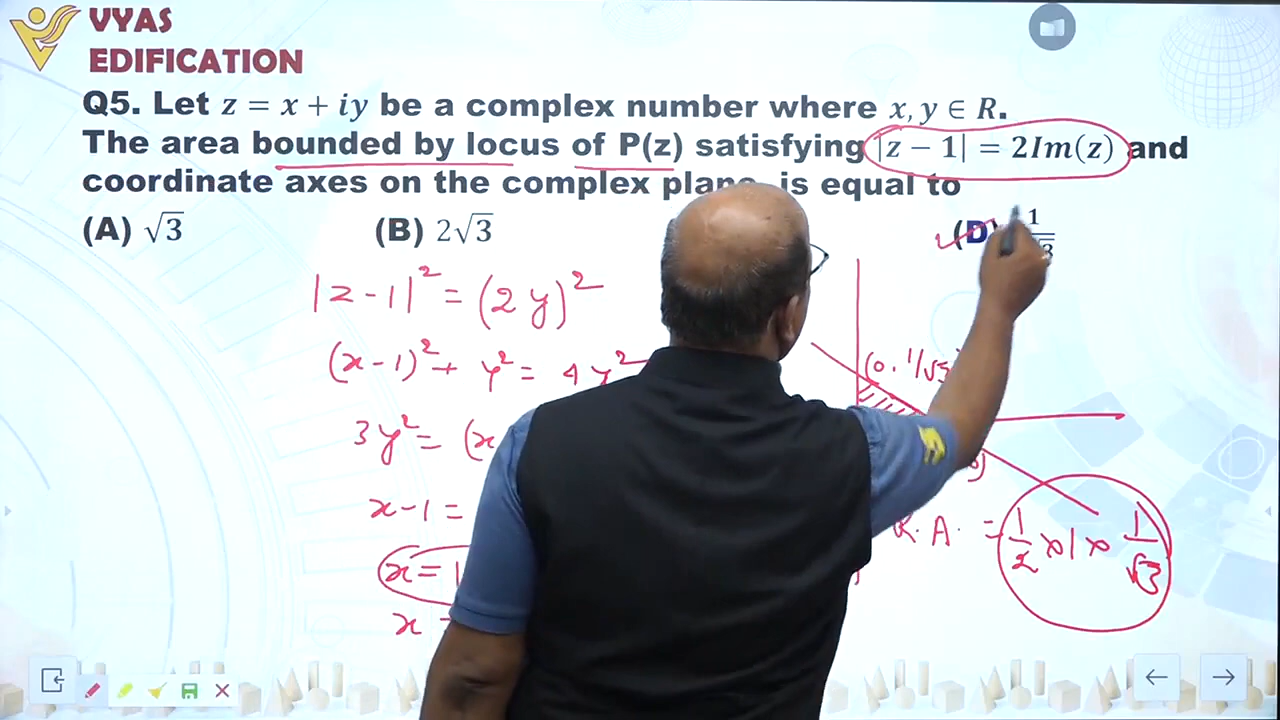 VYAS
EDIFICATION
Q5. Let z = x + iy be a complex number where x, y ∈ R.
The area bounded by locus of P(z) satisfying |z − 1| = 2Im(z) and
coordinate axes on the complex plane, is equal to
(A) √3 (B) 2√3 (D) 1
|z-1|² = (2y)²
(x-1)² + y² = 4y²
(0, 1/√3
3y² = (x
x-1 =
R.A. = 1/2 × 1 × 1/√3
x = 1
x